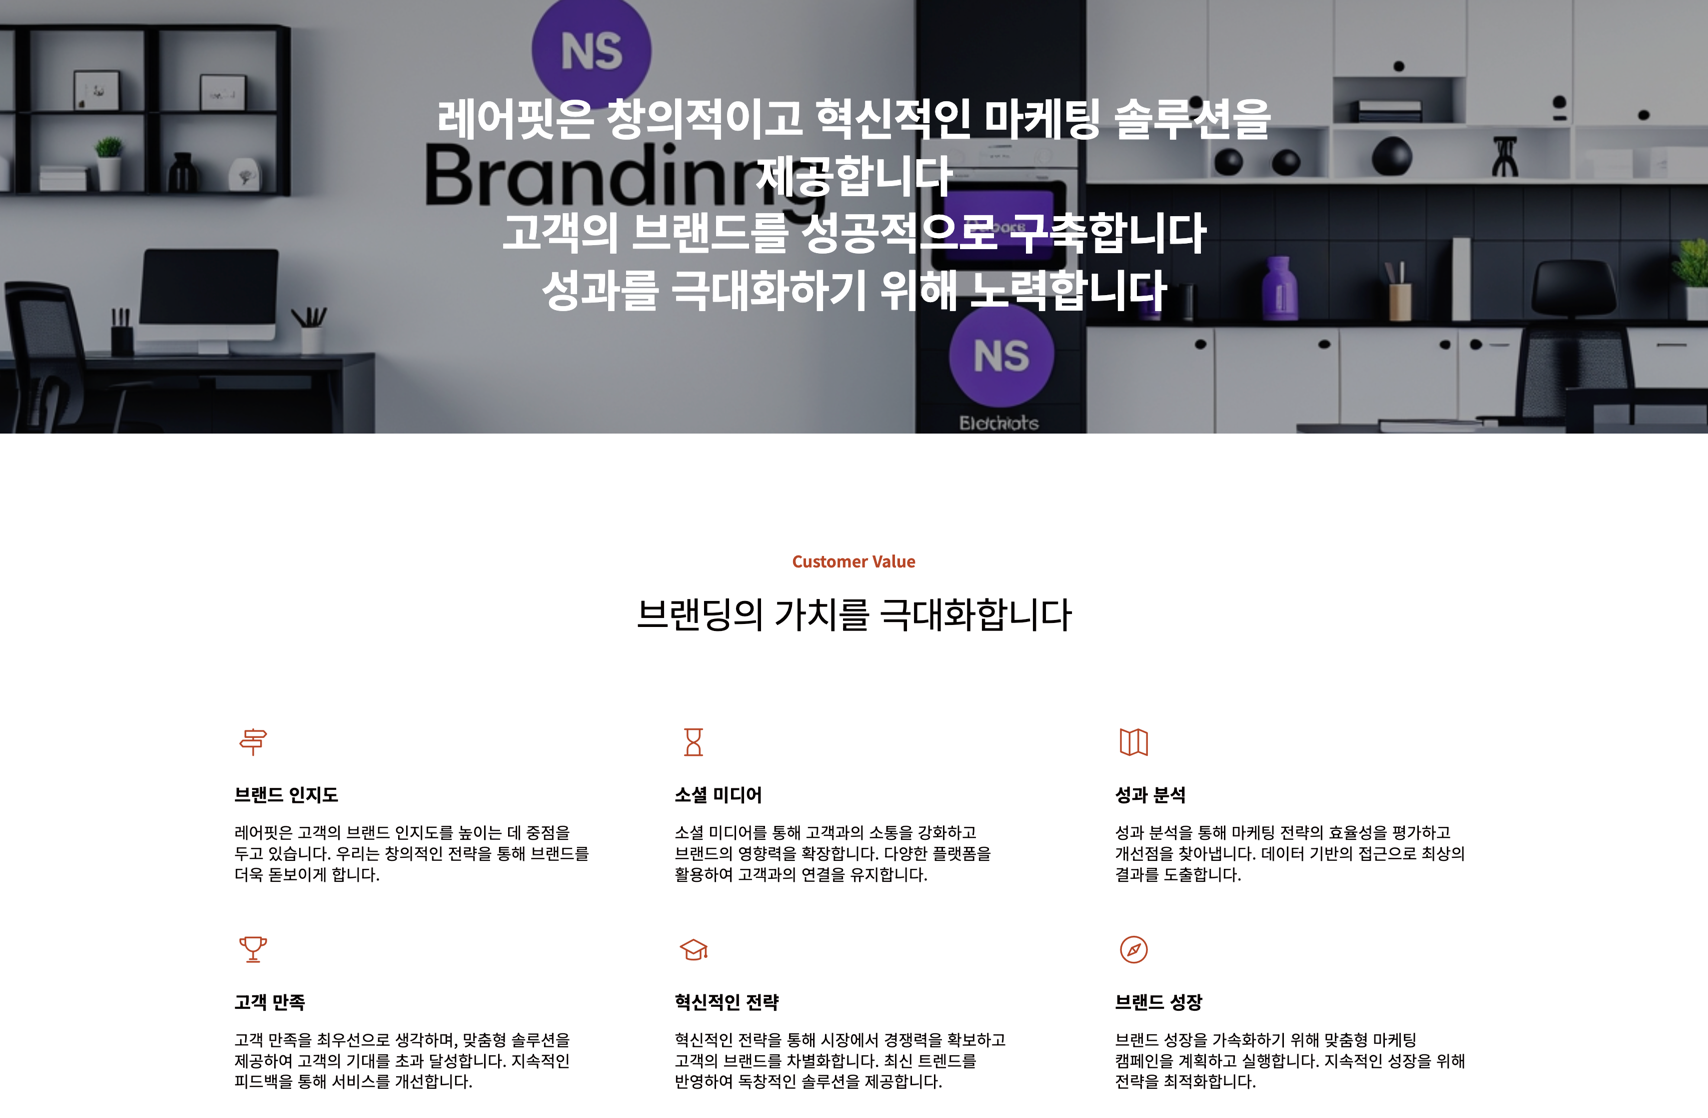 NS
레어핏은 창의적이고 혁신적인 마케팅 솔루션을
Brandinng
제공합니다
고객의 브랜드를 성공적으로 구축합니다
성과를 극대화하기 위해 노력합니다
NS
Customer Value
브랜딩의 가치를 극대화합니다
브랜드 인지도
레어핏은 고객의 브랜드 인지도를 높이는 데 중점을
두고 있습니다. 우리는 창의적인 전략을 통해 브랜드를
더욱 돋보이게 합니다.
소셜 미디어
소셜 미디어를 통해 고객과의 소통을 강화하고
브랜드의 영향력을 확장합니다. 다양한 플랫폼을
활용하여 고객과의 연결을 유지합니다.
성과 분석
성과 분석을 통해 마케팅 전략의 효율성을 평가하고
개선점을 찾아냅니다. 데이터 기반의 접근으로 최상의
결과를 도출합니다.
고객 만족
고객 만족을 최우선으로 생각하며, 맞춤형 솔루션을
제공하여 고객의 기대를 초과 달성합니다. 지속적인
피드백을 통해 서비스를 개선합니다.
혁신적인 전략
혁신적인 전략을 통해 시장에서 경쟁력을 확보하고
고객의 브랜드를 차별화합니다. 최신 트렌드를
반영하여 독창적인 솔루션을 제공합니다.
브랜드 성장
브랜드 성장을 가속화하기 위해 맞춤형 마케팅
캠페인을 계획하고 실행합니다. 지속적인 성장을 위해
전략을 최적화합니다.